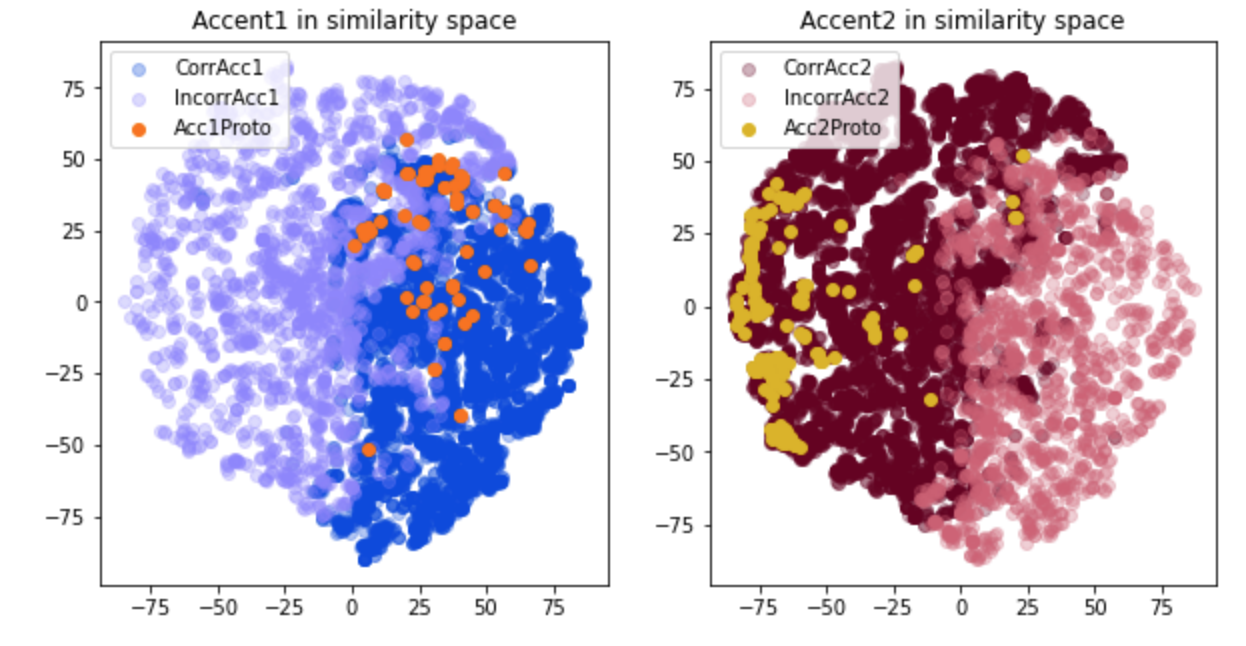 Accent1 in similarity space
CorrAcc1
IncorrAcc1
Acc1Proto
75
50
25
0
−25
−50
−75
−75 −50 −25 0 25 50 75
Accent2 in similarity space
CorrAcc2
IncorrAcc2
Acc2Proto
75
50
25
0
−25
−50
−75
−75 −50 −25 0 25 50 75